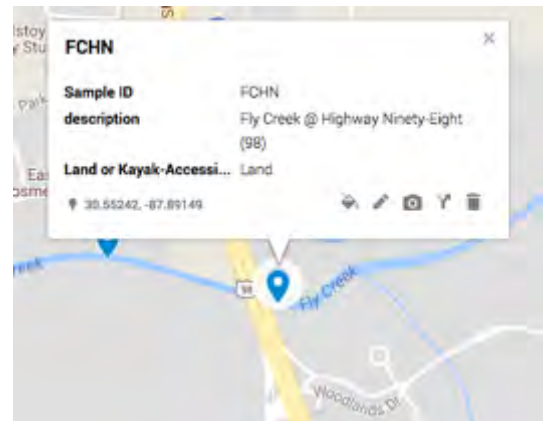 FCHN
×
Sample ID FCHN
description Fly Creek @ Highway Ninety-Eight
(98)
Land or Kayak-Accessi... Land
30.55242, -87.89149
98
Fly Creek
Woodlands Dr